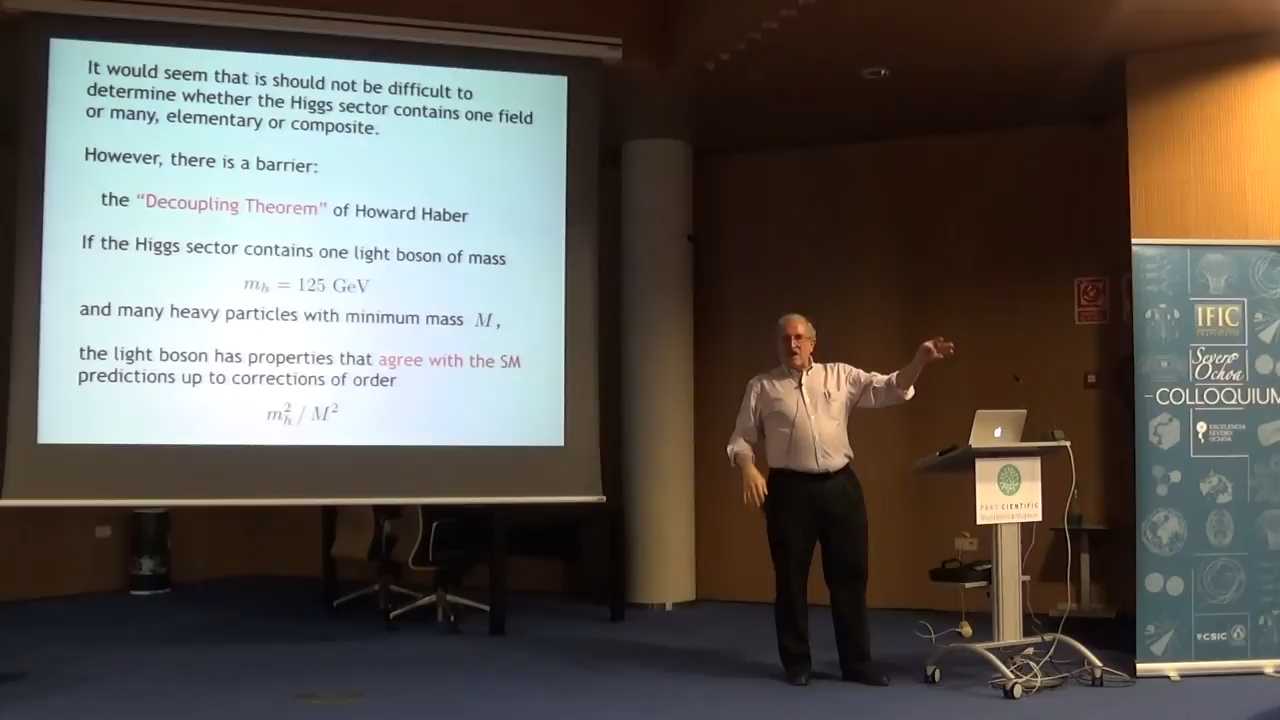 It would seem that is should not be difficult to
determine whether the Higgs sector contains one field
or many, elementary or composite.
However, there is a barrier:
the “Decoupling Theorem” of Howard Haber
If the Higgs sector contains one light boson of mass
m_h = 125 GeV
and many heavy particles with minimum mass M ,
the light boson has properties that agree with the SM
predictions up to corrections of order
m_h^2 / M^2
IFIC
Severo
Ochoa
COLLOQUIUM
EXCELENCIA
SEVERO
OCHOA
CSIC
PARC CIENTÍFIC